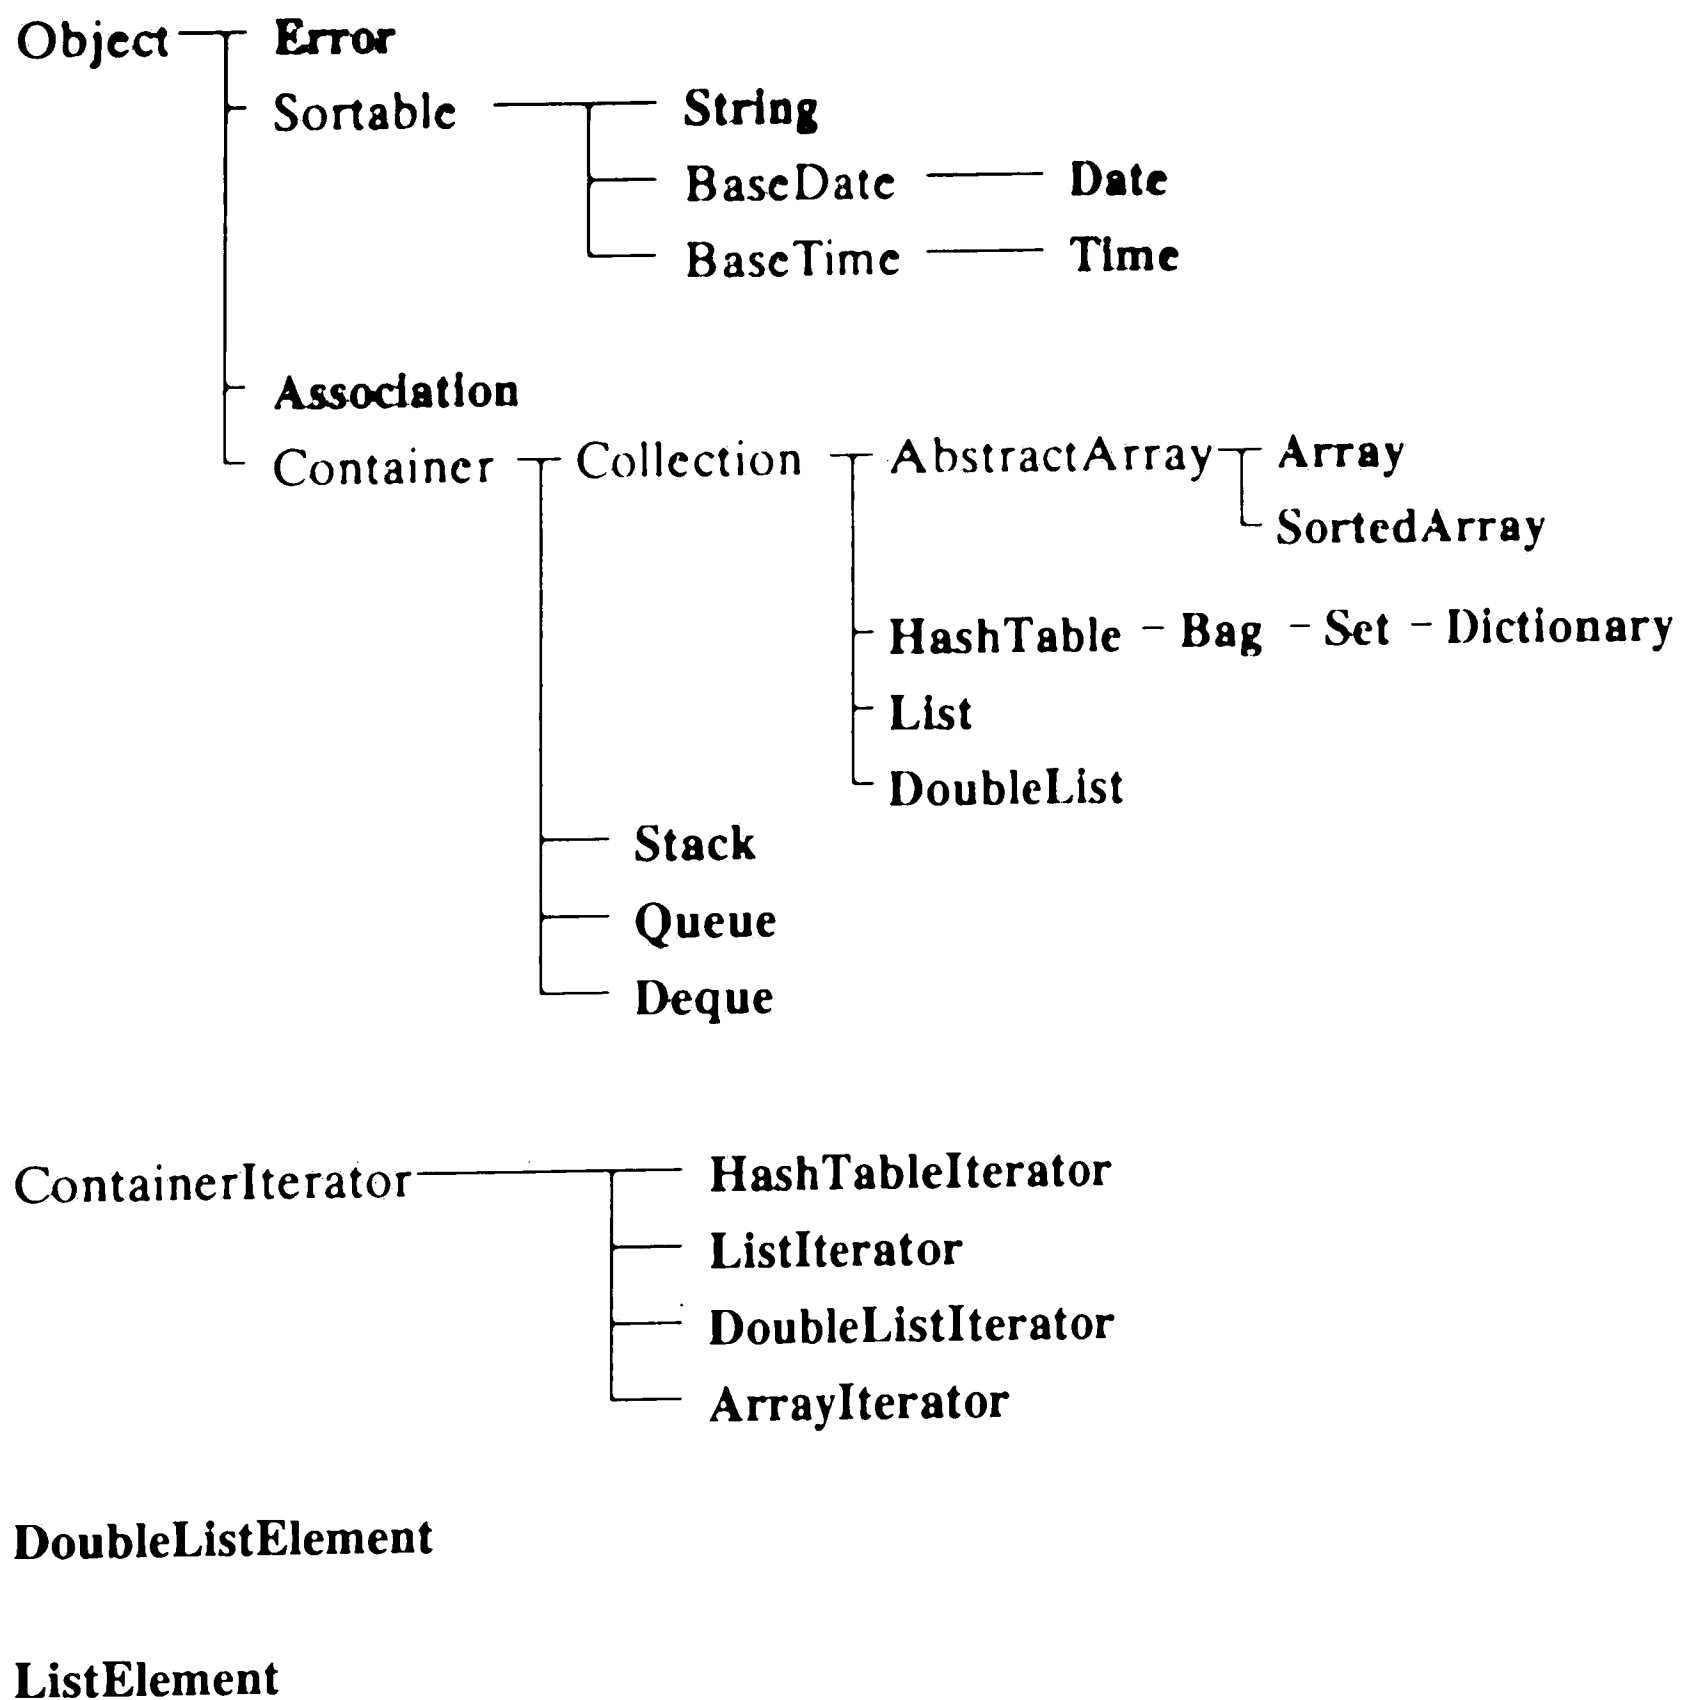 Object Error
Sortable String
BaseDate Date
BaseTime Time
Association
Container Collection AbstractArray Array
SortedArray
HashTable - Bag - Set - Dictionary
List
DoubleList
Stack
Queue
Deque
ContainerIterator HashTableIterator
ListIterator
DoubleListIterator
ArrayIterator
DoubleListElement
ListElement